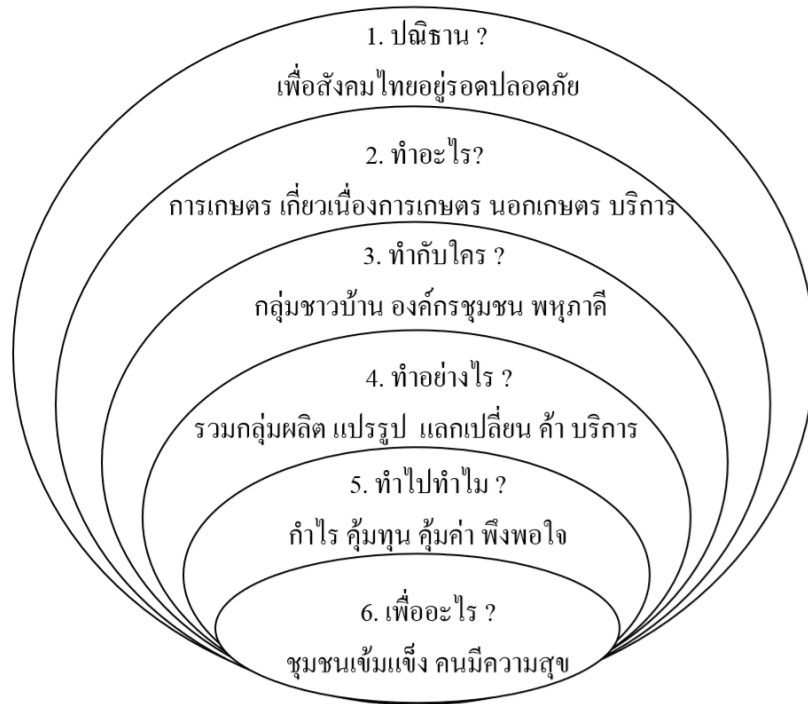 1. ปณิธาน ?
เพื่อสังคมไทยอยู่รอดปลอดภัย
2. ทำอะไร?
การเกษตร เกี่ยวเนื่องการเกษตร นอกเกษตร บริการ
3. ทำกับใคร ?
กลุ่มชาวบ้าน องค์กรชุมชน พหุภาคี
4. ทำอย่างไร ?
รวมกลุ่มผลิต แปรรูป แลกเปลี่ยน ค้า บริการ
5. ทำไปทำไม ?
กำไร คุ้มทุน คุ้มค่า พึงพอใจ
6. เพื่ออะไร ?
ชุมชนเข้มแข็ง คนมีความสุข